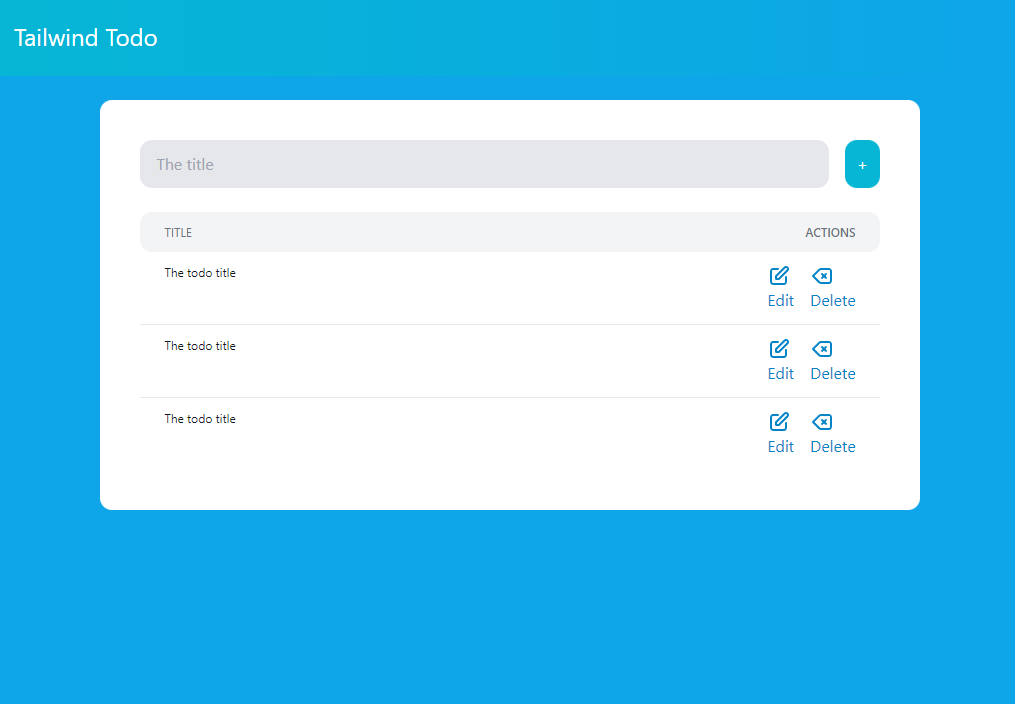 Tailwind Todo
The title
+
TITLE ACTIONS
The todo title
Edit Delete
The todo title
Edit Delete
The todo title
Edit Delete